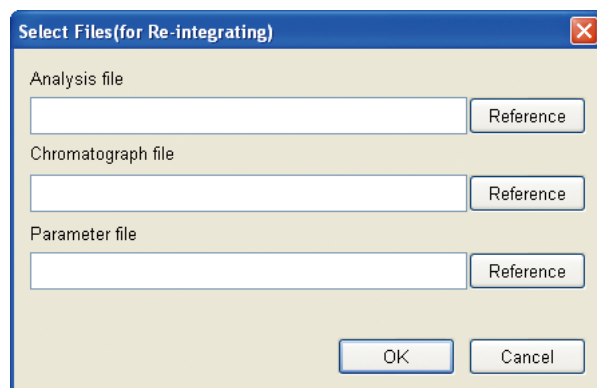 Select Files(for Re-integrating)
Analysis file
Reference
Chromatograph file
Reference
Parameter file
Reference
OK Cancel